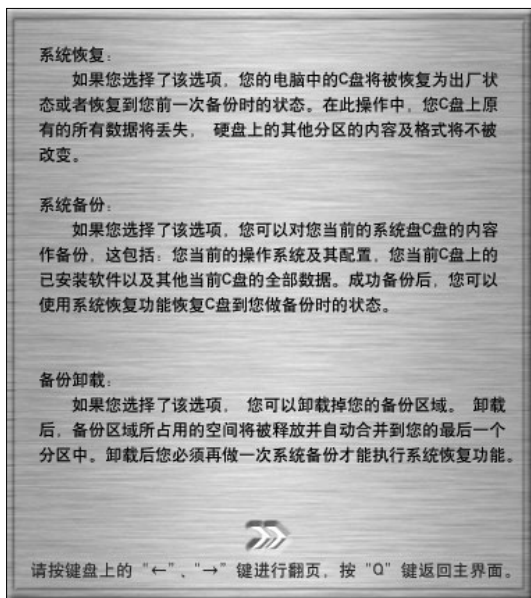 系统恢复：
如果您选择了该选项，您的电脑中的C盘将被恢复为出厂状
态或者恢复到您前一次备份时的状态。在此操作中，您C盘上原
有的所有数据将丢失， 硬盘上的其他分区的内容及格式将不被
改变。
系统备份：
如果您选择了该选项，您可以对您当前的系统盘C盘的内容
作备份，这包括：您当前的操作系统及其配置，您当前C盘上的
已安装软件以及其他当前C盘的全部数据。成功备份后，您可以
使用系统恢复功能恢复C盘到您做备份时的状态。
备份卸载：
如果您选择了该选项， 您可以卸载掉您的备份区域。 卸载
后，备份区域所占用的空间将被释放并自动合并到您的最后一个
分区中。卸载后您必须再做一次系统备份才能执行系统恢复功能。
请按键盘上的 “←”、“→” 键进行翻页，按 “Q” 键返回主界面。